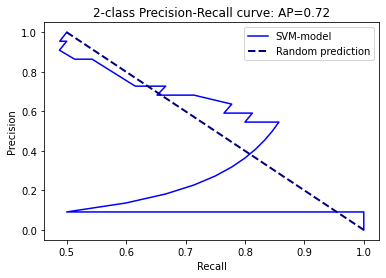 2-class Precision-Recall curve: AP=0.72
SVM-model
Random prediction
Precision
1.0
0.8
0.6
0.4
0.2
0.0
0.5
0.6
0.7
0.8
0.9
1.0
Recall